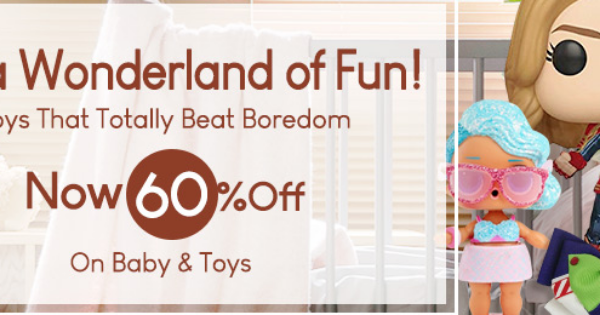 a Wonderland of Fun!
oys That Totally Beat Boredom
Now 60%Off
On Baby & Toys